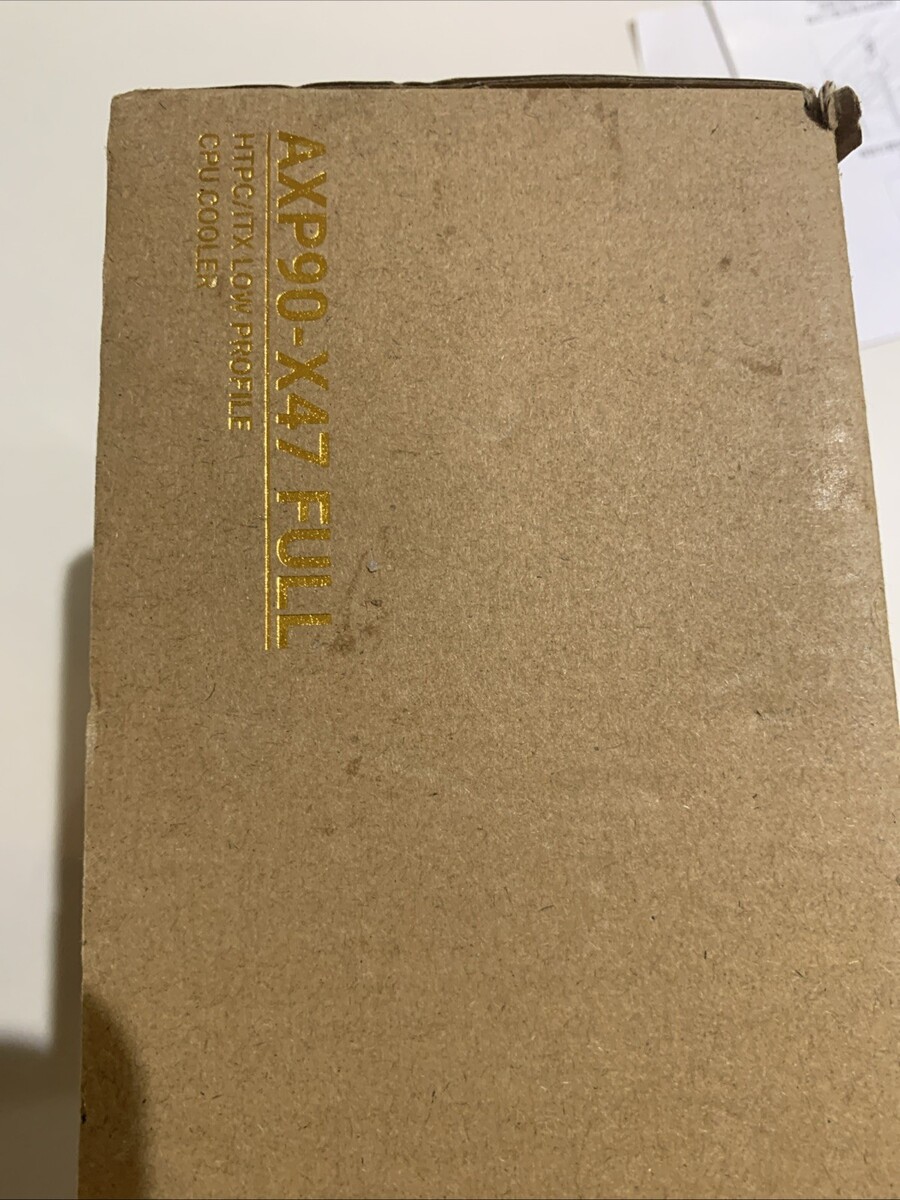 AXP90-X47 FULL
HTPC/ITX LOW PROFILE
CPU COOLER